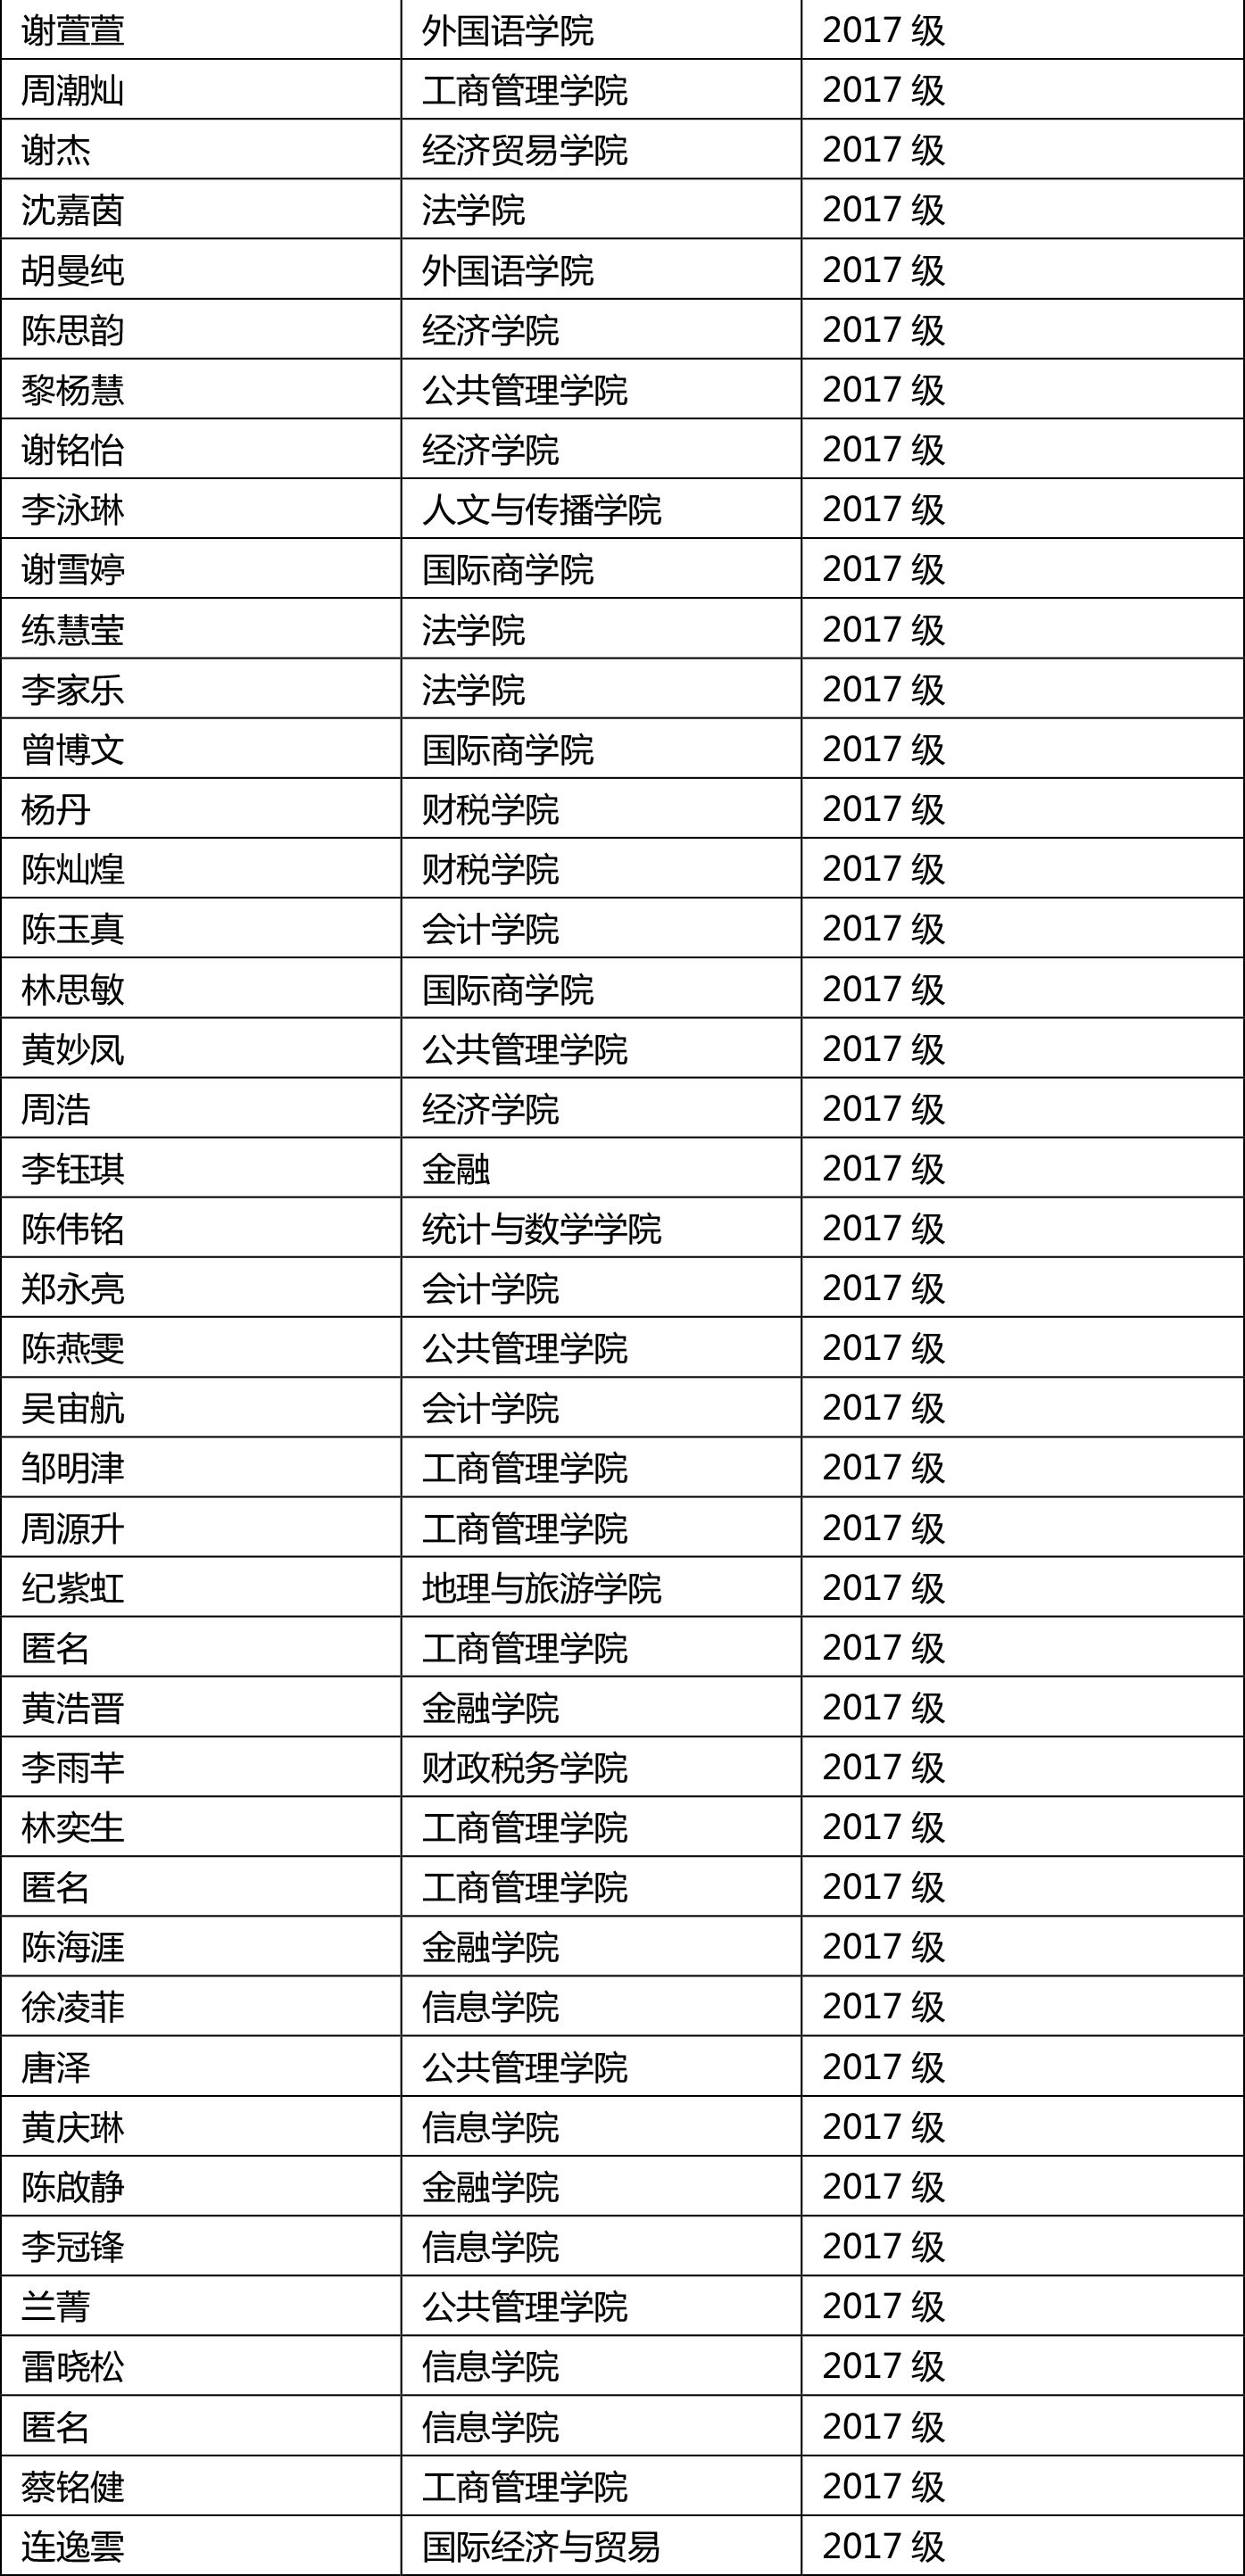 谢萱萱 外国语学院 2017 级
周潮灿 工商管理学院 2017 级
谢杰 经济贸易学院 2017 级
沈嘉茵 法学院 2017 级
胡曼纯 外国语学院 2017 级
陈思韵 经济学院 2017 级
黎杨慧 公共管理学院 2017 级
谢铭怡 经济学院 2017 级
李泳琳 人文与传播学院 2017 级
谢雪婷 国际商学院 2017 级
练慧莹 法学院 2017 级
李家乐 法学院 2017 级
曾博文 国际商学院 2017 级
杨丹 财税学院 2017 级
陈灿煌 财税学院 2017 级
陈玉真 会计学院 2017 级
林思敏 国际商学院 2017 级
黄妙凤 公共管理学院 2017 级
周浩 经济学院 2017 级
李钰琪 金融 2017 级
陈伟铭 统计与数学学院 2017 级
郑永亮 会计学院 2017 级
陈燕雯 公共管理学院 2017 级
吴宙航 会计学院 2017 级
邹明津 工商管理学院 2017 级
周源升 工商管理学院 2017 级
纪紫虹 地理与旅游学院 2017 级
匿名 工商管理学院 2017 级
黄浩晋 金融学院 2017 级
李雨芊 财政税务学院 2017 级
林奕生 工商管理学院 2017 级
匿名 工商管理学院 2017 级
陈海涯 金融学院 2017 级
徐凌菲 信息学院 2017 级
唐泽 公共管理学院 2017 级
黄庆琳 信息学院 2017 级
陈啟静 金融学院 2017 级
李冠锋 信息学院 2017 级
兰菁 公共管理学院 2017 级
雷晓松 信息学院 2017 级
匿名 信息学院 2017 级
蔡铭健 工商管理学院 2017 级
连逸雲 国际经济与贸易 2017 级